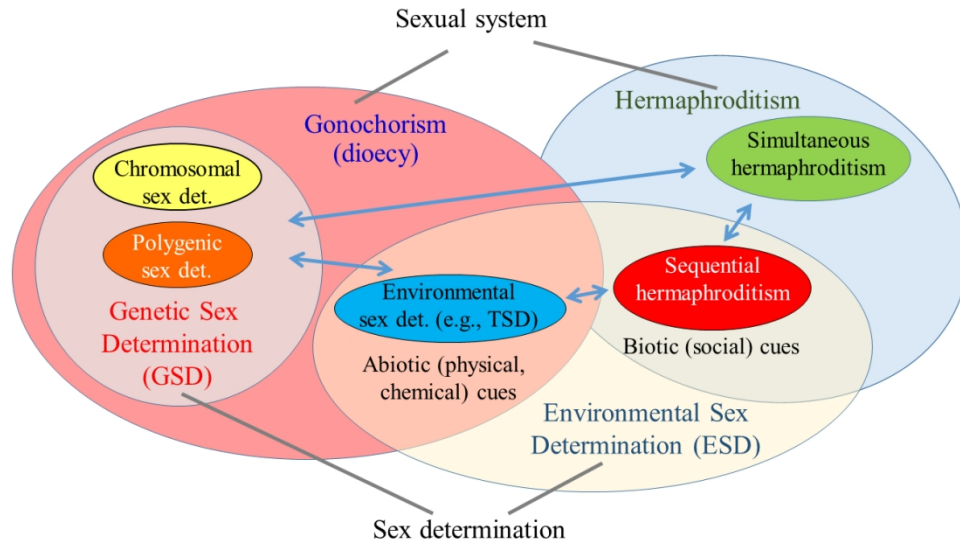 Sexual system
Hermaphroditism
Gonochorism
(dioecy)
Simultaneous
hermaphroditism
Chromosomal
sex det.
Polygenic
sex det.
Genetic Sex
Determination
(GSD)
Environmental
sex det. (e.g., TSD)
Abiotic (physical,
chemical) cues
Sequential
hermaphroditism
Biotic (social) cues
Environmental Sex
Determination (ESD)
Sex determination